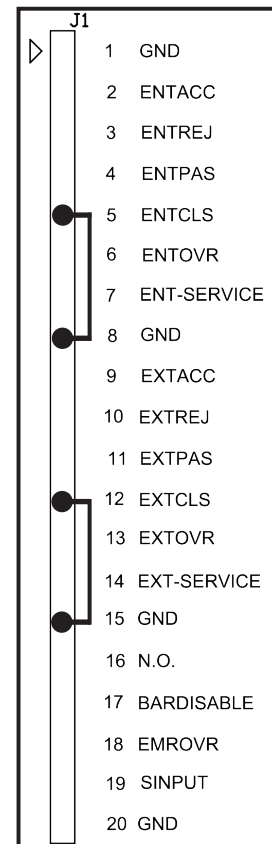 J1
1 GND
2 ENTACC
3 ENTREJ
4 ENTPAS
5 ENTCLS
6 ENTOVR
7 ENT-SERVICE
8 GND
9 EXTACC
10 EXTREJ
11 EXTPAS
12 EXTCLS
13 EXTOVR
14 EXT-SERVICE
15 GND
16 N.O.
17 BARDISABLE
18 EMROVR
19 SINPUT
20 GND